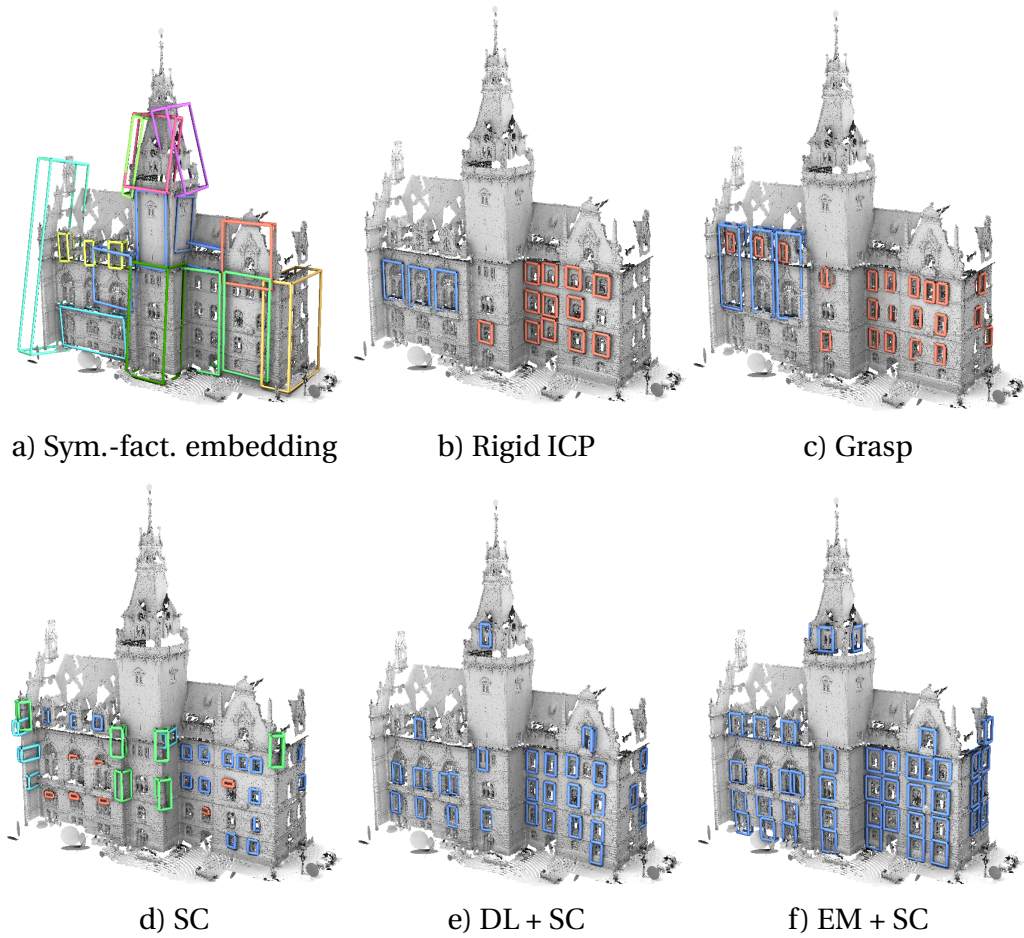 a) Sym.-fact. embedding
b) Rigid ICP
c) Grasp
d) SC
e) DL + SC
f) EM + SC